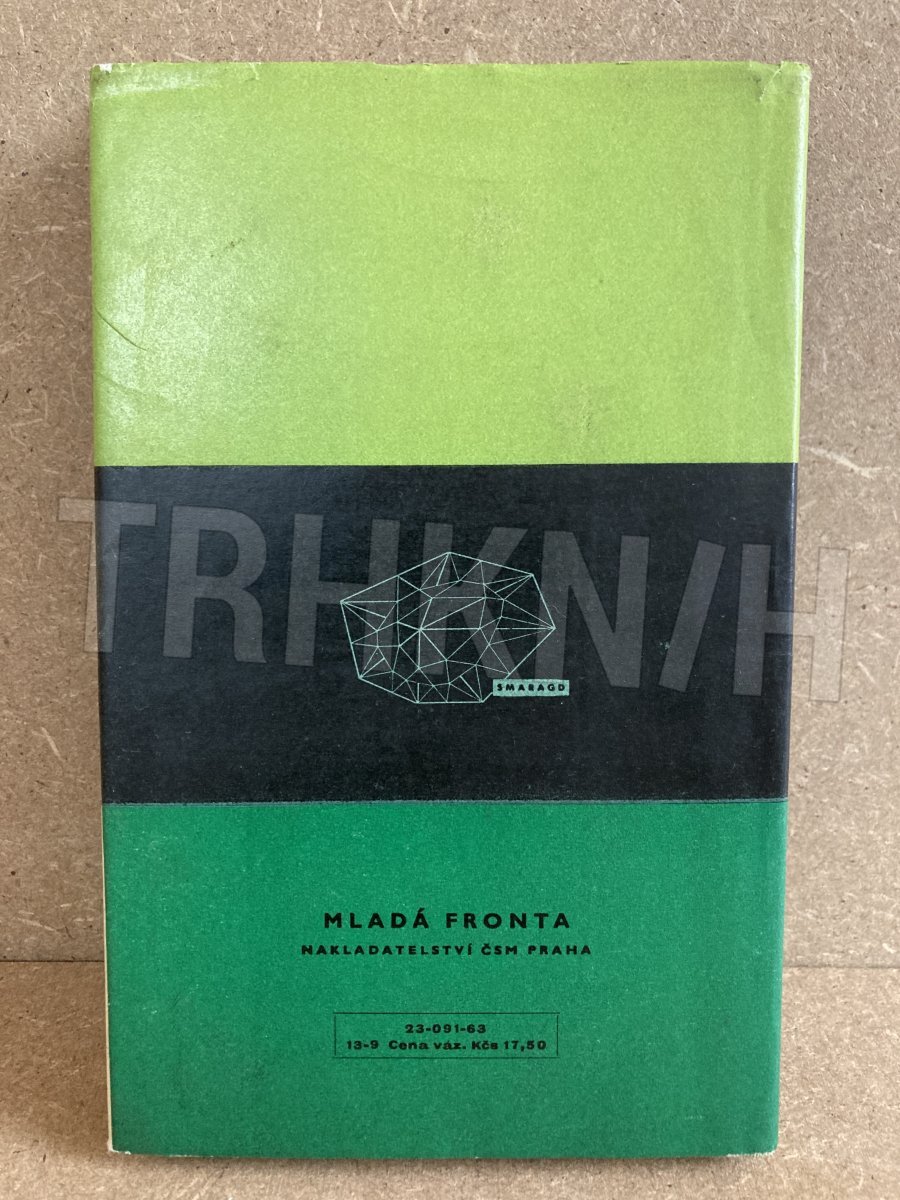 TRHKNIH
SMARAGD
MLADÁ FRONTA
NAKLADATELSTVÍ ČSM PRAHA
23-091-63
13-9 Cena váz. Kčs 17,50